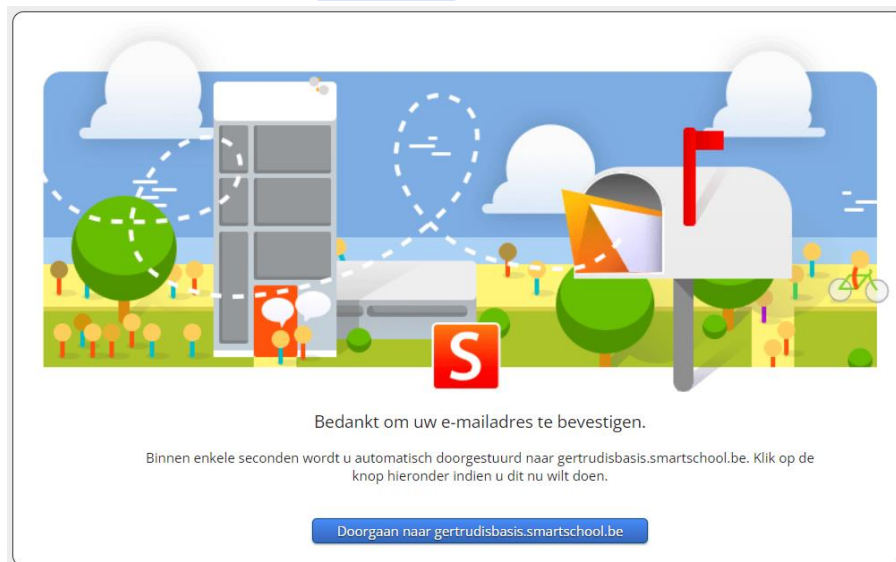 S
Bedankt om uw e-mailadres te bevestigen.
Binnen enkele seconden wordt u automatisch doorgestuurd naar gertrudisbasis.smartschool.be. Klik op de
knop hieronder indien u dit nu wilt doen.
Doorgaan naar gertrudisbasis.smartschool.be